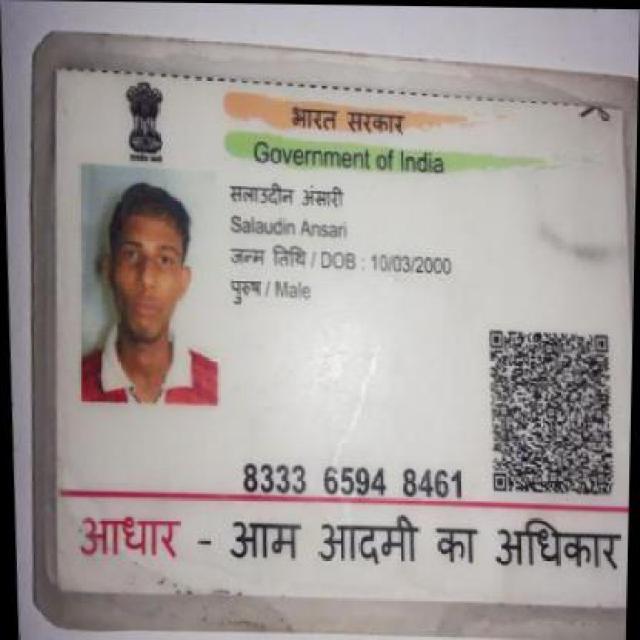 भारत सरकार
Government of India
सलाउदीन अंसारी
Salaudin Ansari
जन्म तिथि / DOB : 10/03/2000
पुरुष / Male
8333 6594 8461
आधार - आम आदमी का अधिकार